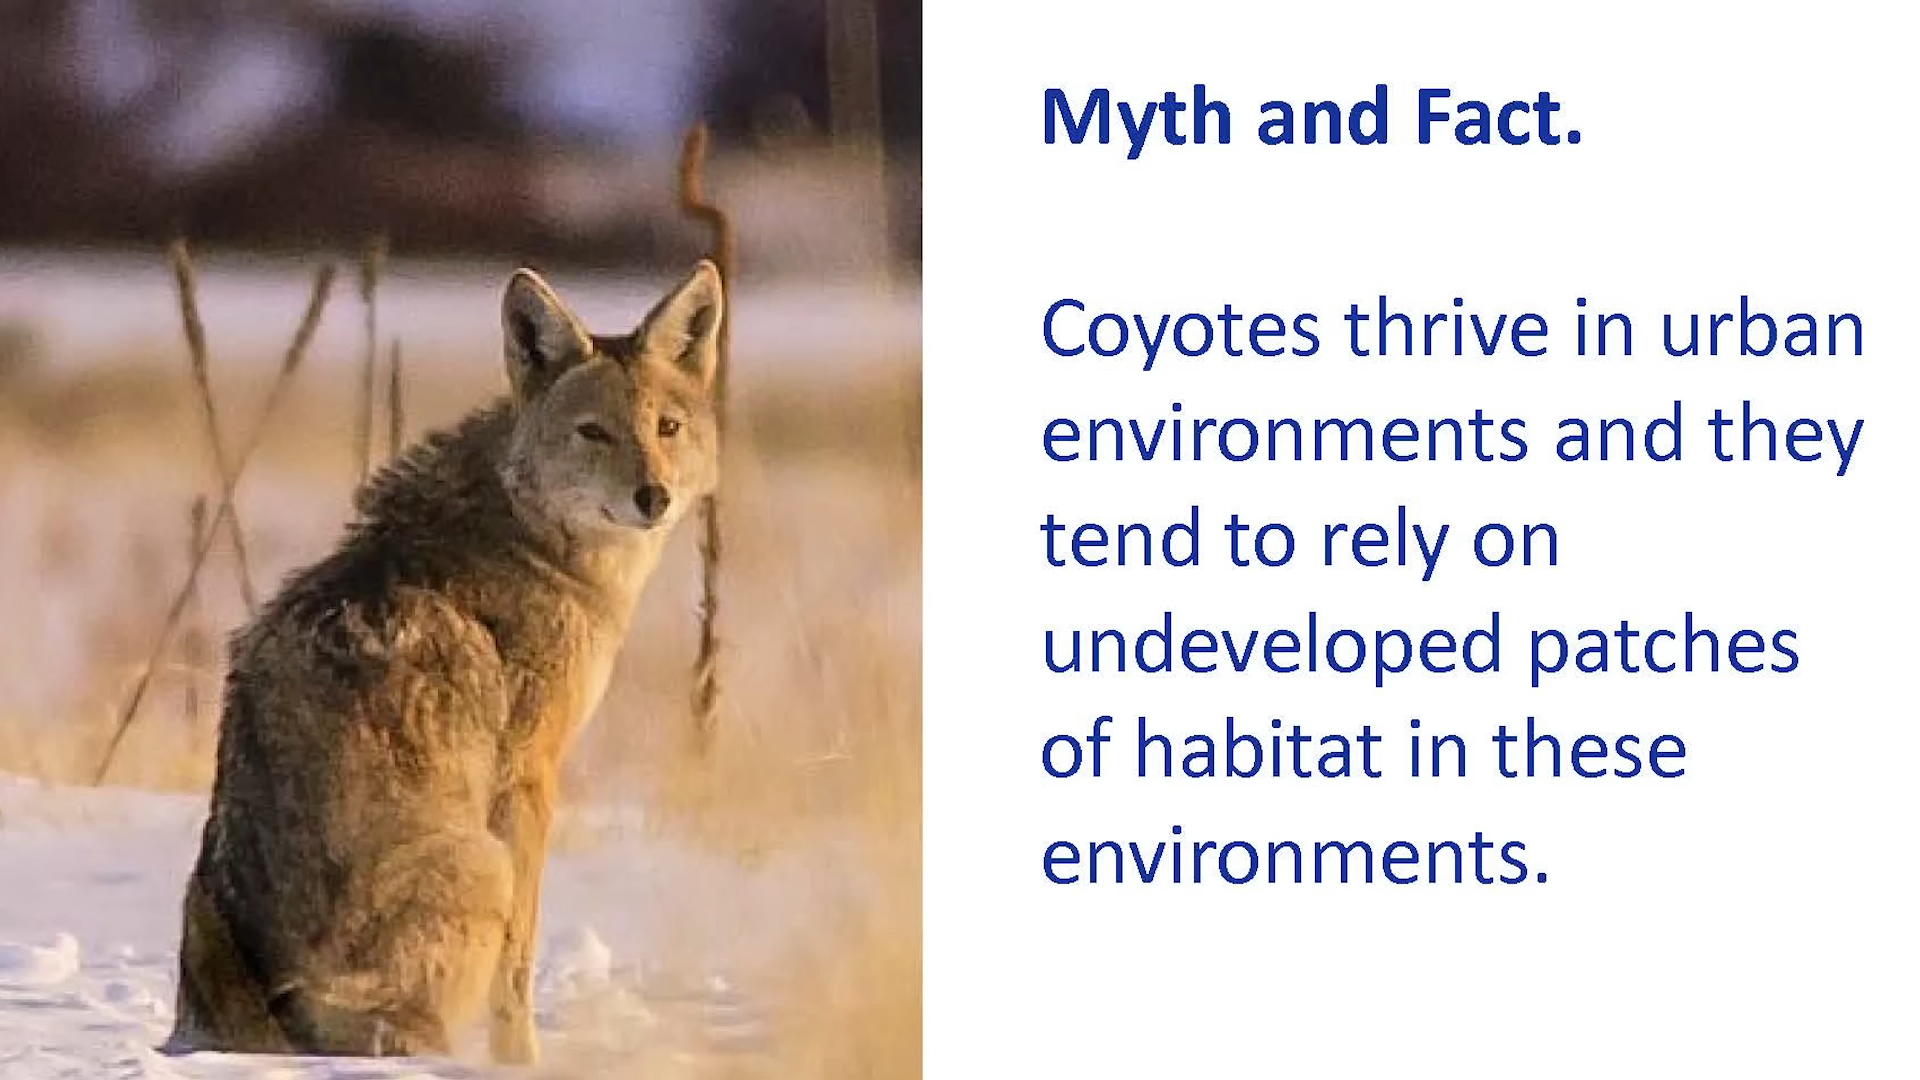 Myth and Fact.
Coyotes thrive in urban
environments and they
tend to rely on
undeveloped patches
of habitat in these
environments.